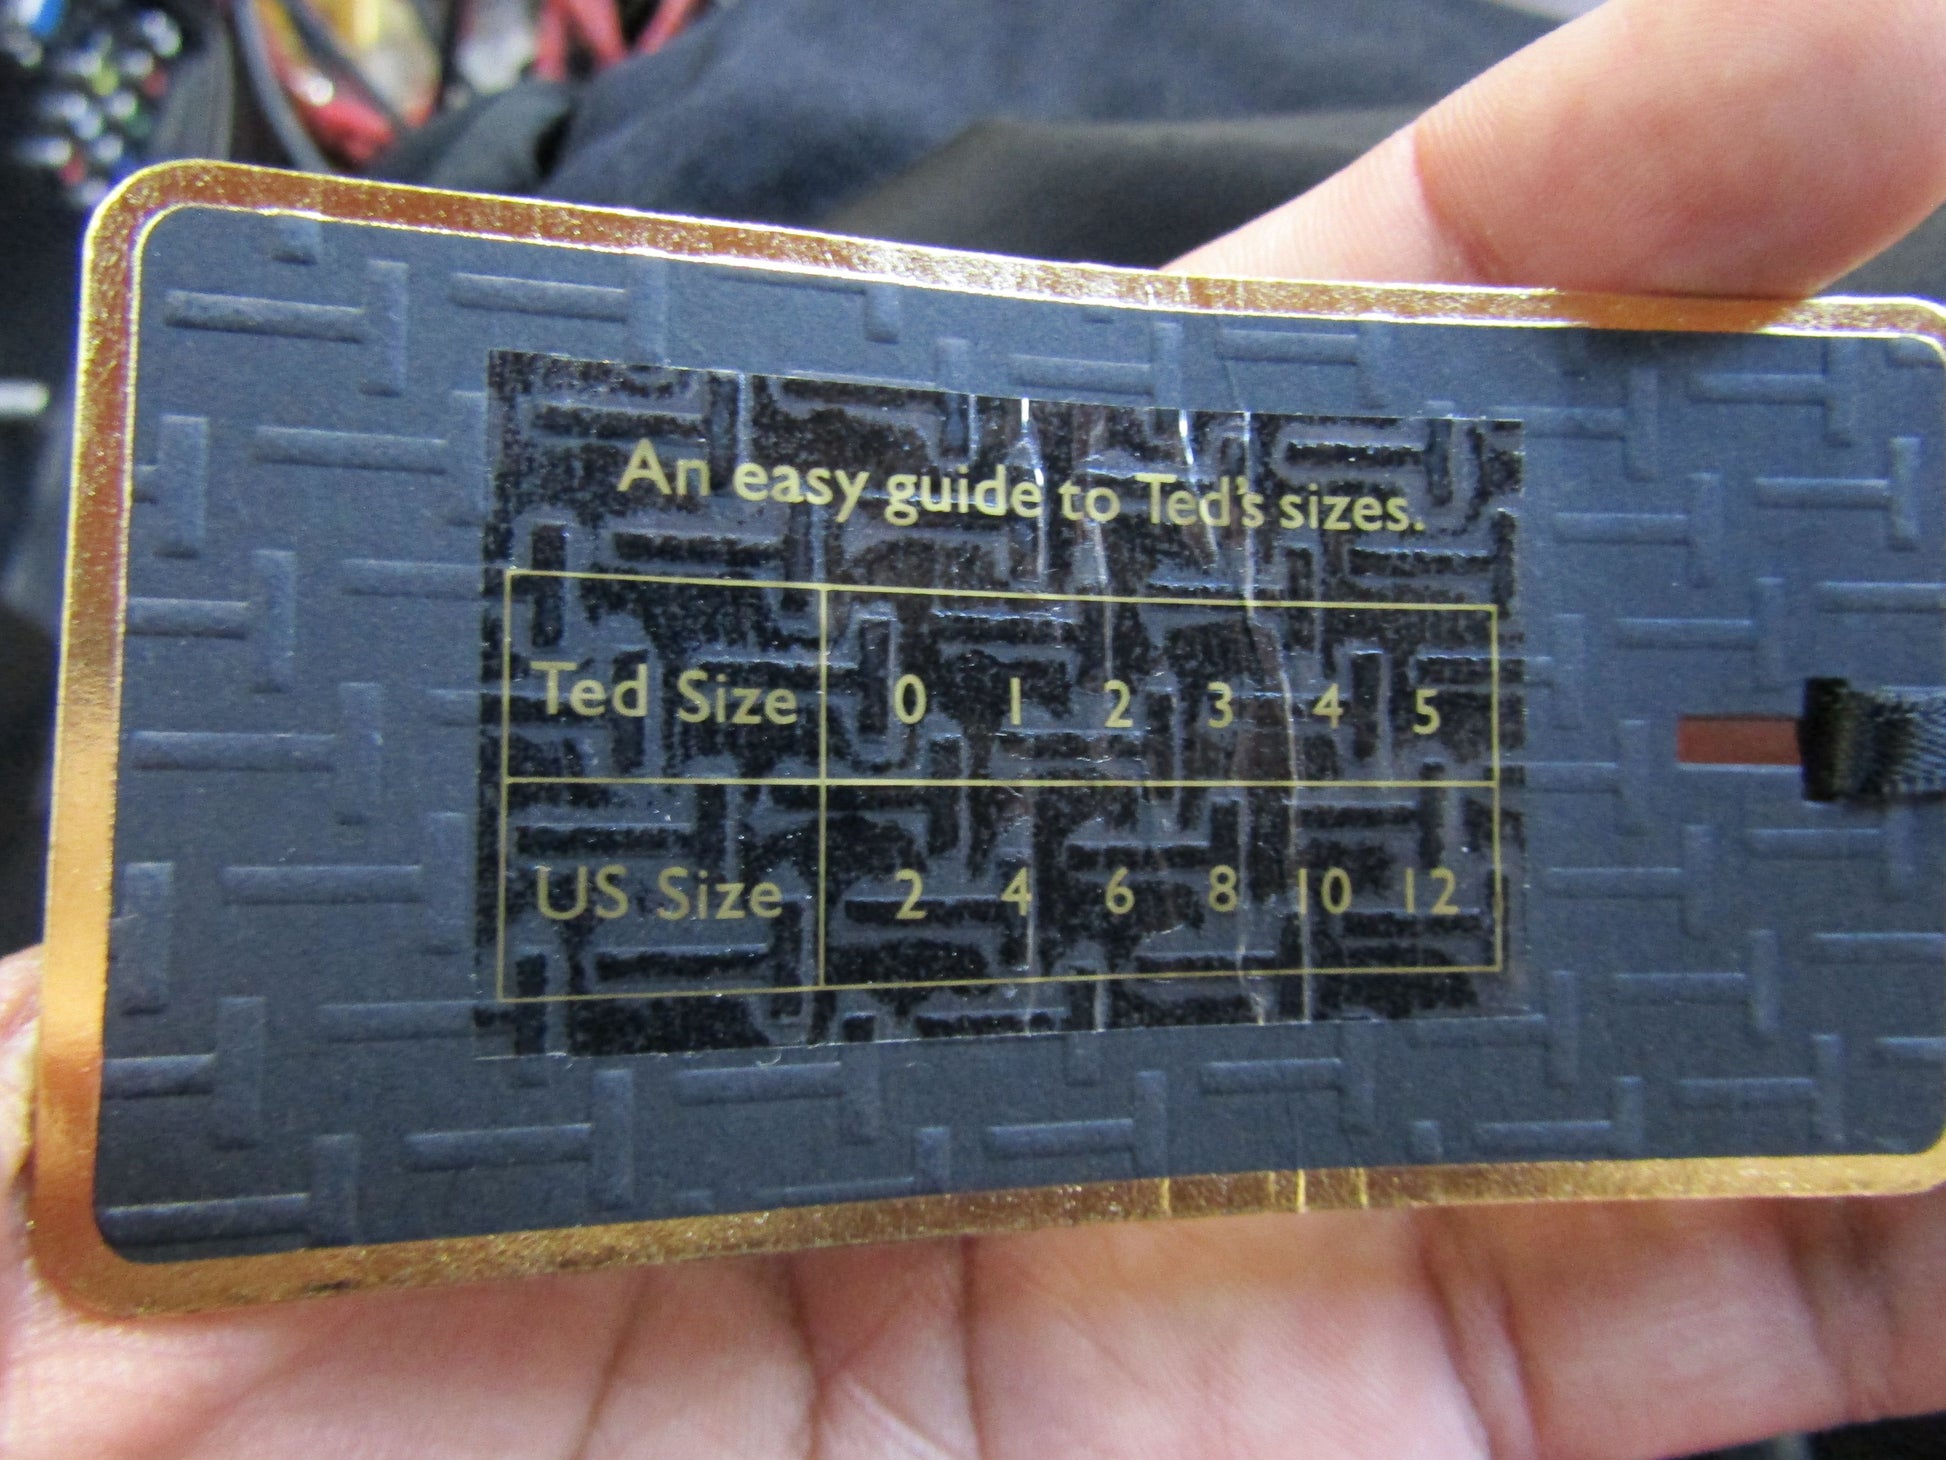 An easy guide to Ted's sizes.
Ted Size 0 1 2 3 4 5
US Size 2 4 6 8 10 12